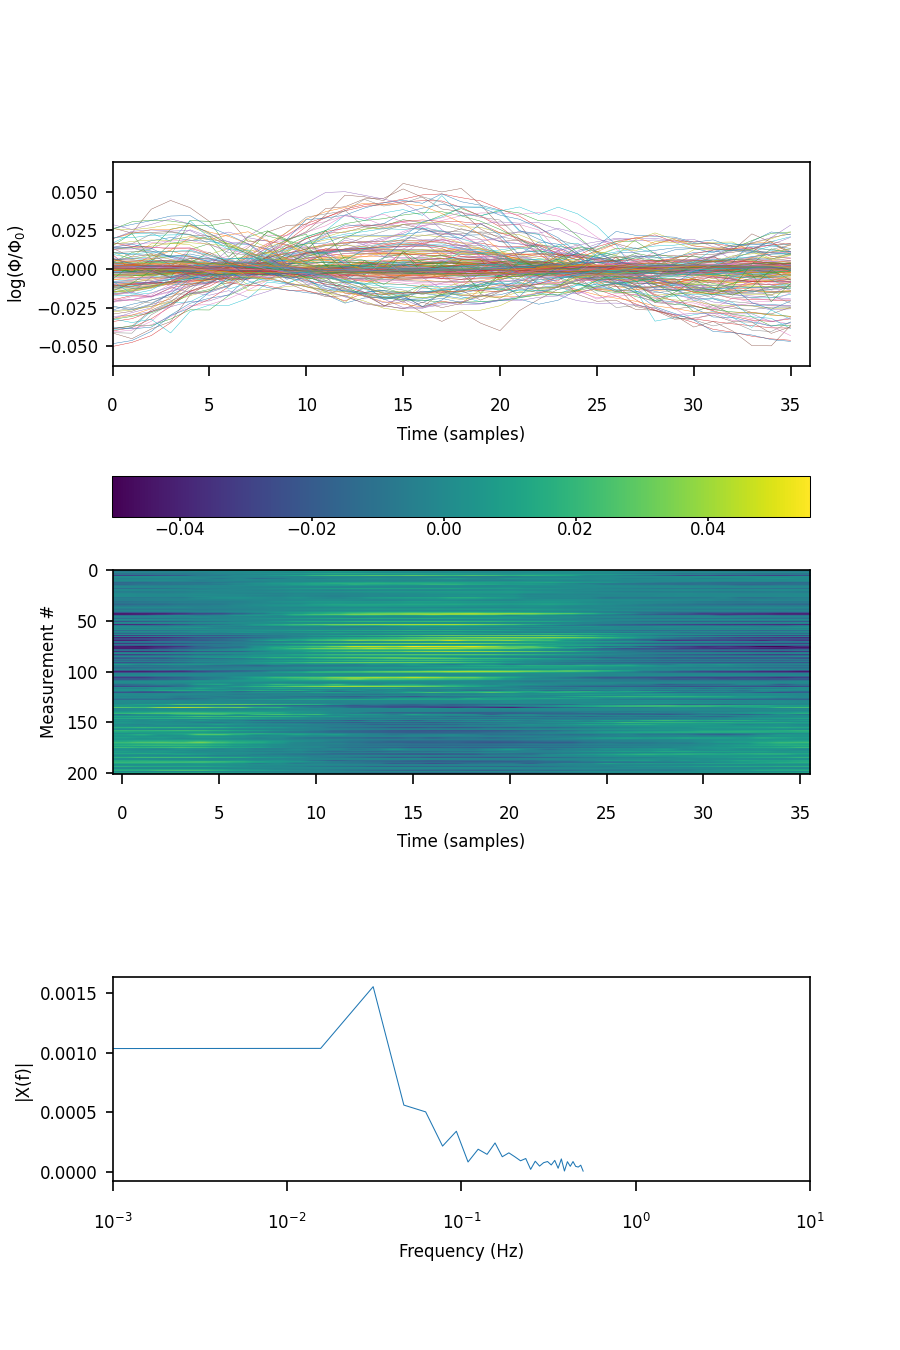 0.050
0.025
0.000
−0.025
−0.050
log(Φ/Φ₀)
0 5 10 15 20 25 30 35
Time (samples)
−0.04 −0.02 0.00 0.02 0.04
0
50
100
150
200
Measurement #
0 5 10 15 20 25 30 35
Time (samples)
0.0015
0.0010
0.0005
0.0000
|X(f)|
10⁻³ 10⁻² 10⁻¹ 10⁰ 10¹
Frequency (Hz)